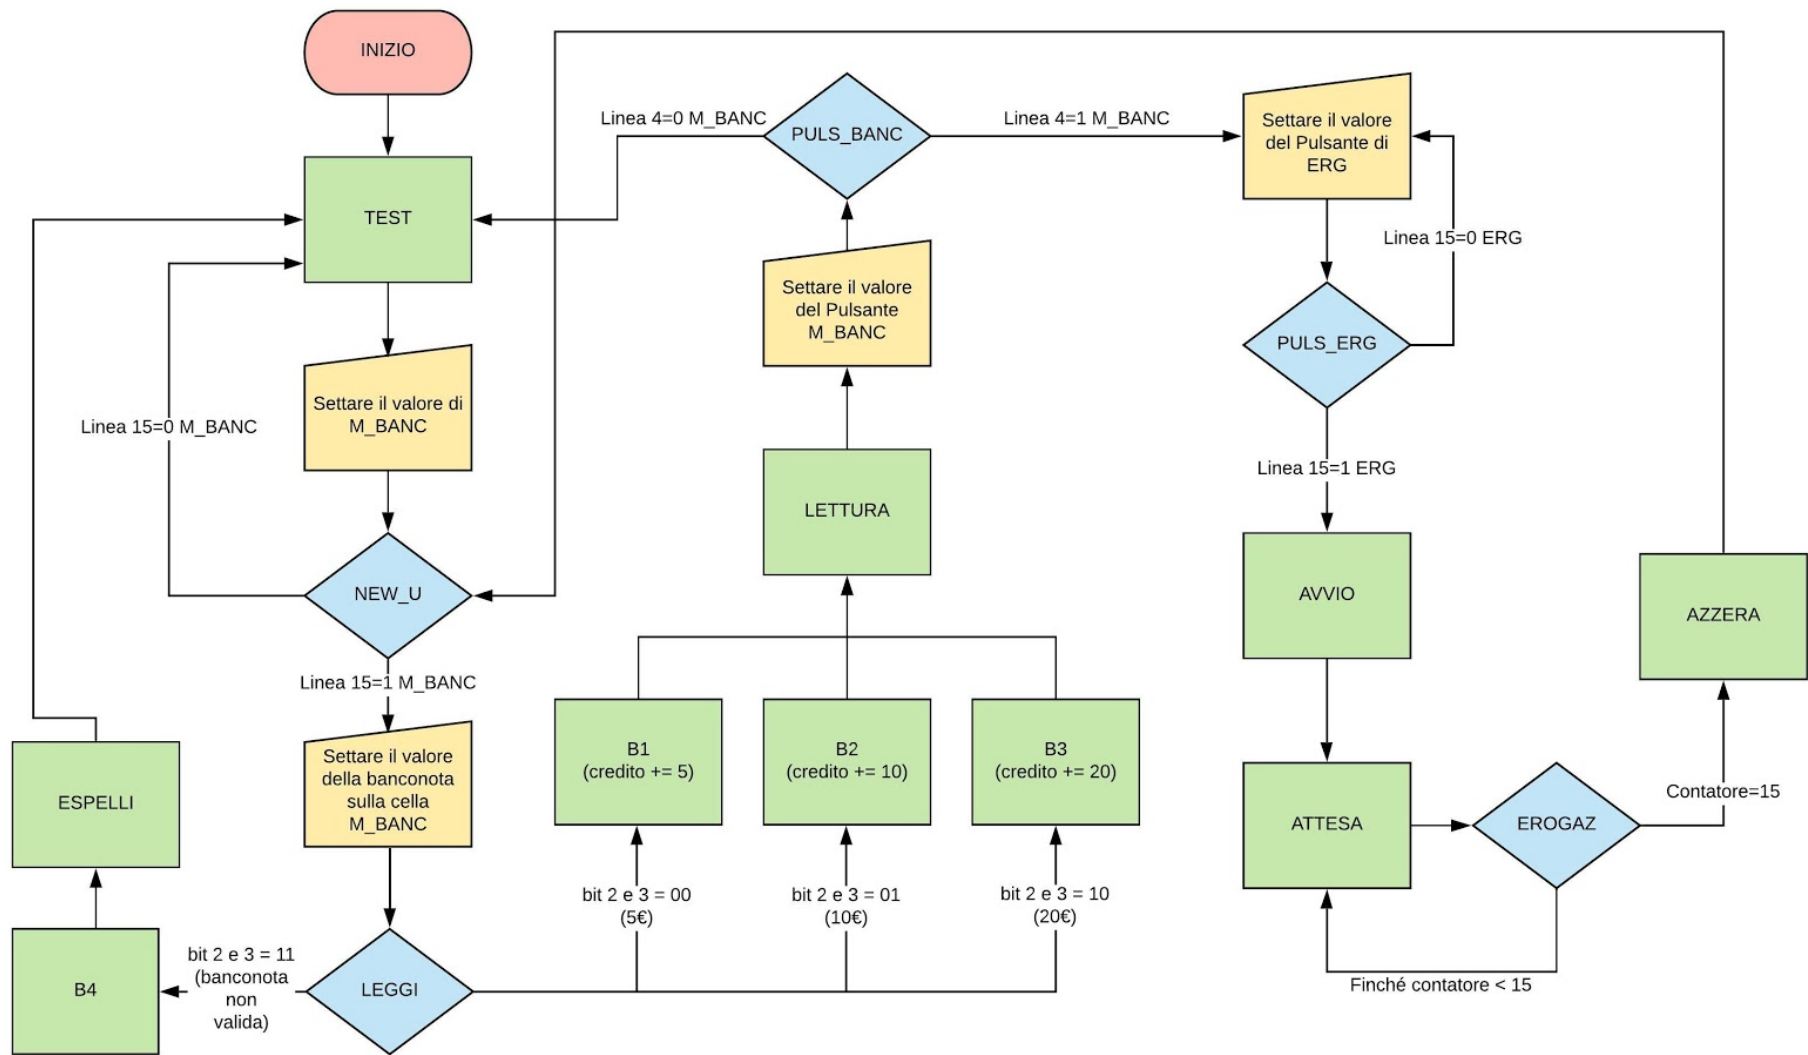 INIZIO
TEST
Settare il valore di
M_BANC
Linea 15=0 M_BANC
NEW_U
Linea 15=1 M_BANC
Settare il valore
della banconota
sulla cella
M_BANC
LEGGI
bit 2 e 3 = 11
(banconota
non
valida)
B4
ESPELLI
bit 2 e 3 = 00
(5€)
bit 2 e 3 = 01
(10€)
bit 2 e 3 = 10
(20€)
B1
(credito += 5)
B2
(credito += 10)
B3
(credito += 20)
LETTURA
Settare il valore
del Pulsante
M_BANC
PULS_BANC
Linea 4=0 M_BANC
Linea 4=1 M_BANC
Settare il valore
del Pulsante di
ERG
Linea 15=0 ERG
PULS_ERG
Linea 15=1 ERG
AVVIO
ATTESA
EROGAZ
Finché contatore < 15
Contatore=15
AZZERA